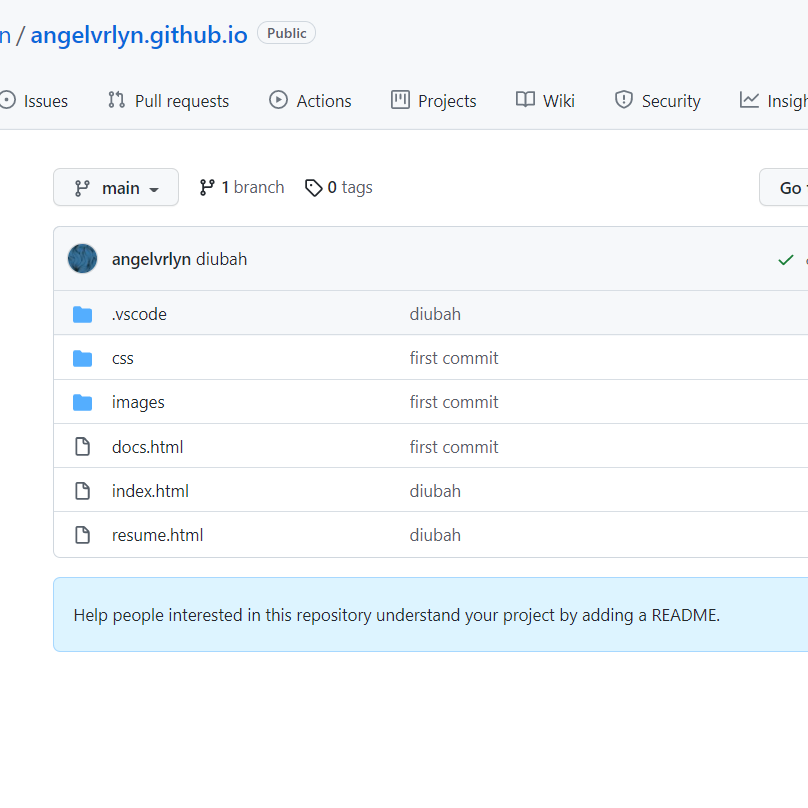 n / angelvrlyn.github.io Public
Issues Pull requests Actions Projects Wiki Security Insigh
main 1 branch 0 tags Go
angelvrlyn diubah
.vscode diubah
css first commit
images first commit
docs.html first commit
index.html diubah
resume.html diubah
Help people interested in this repository understand your project by adding a README.